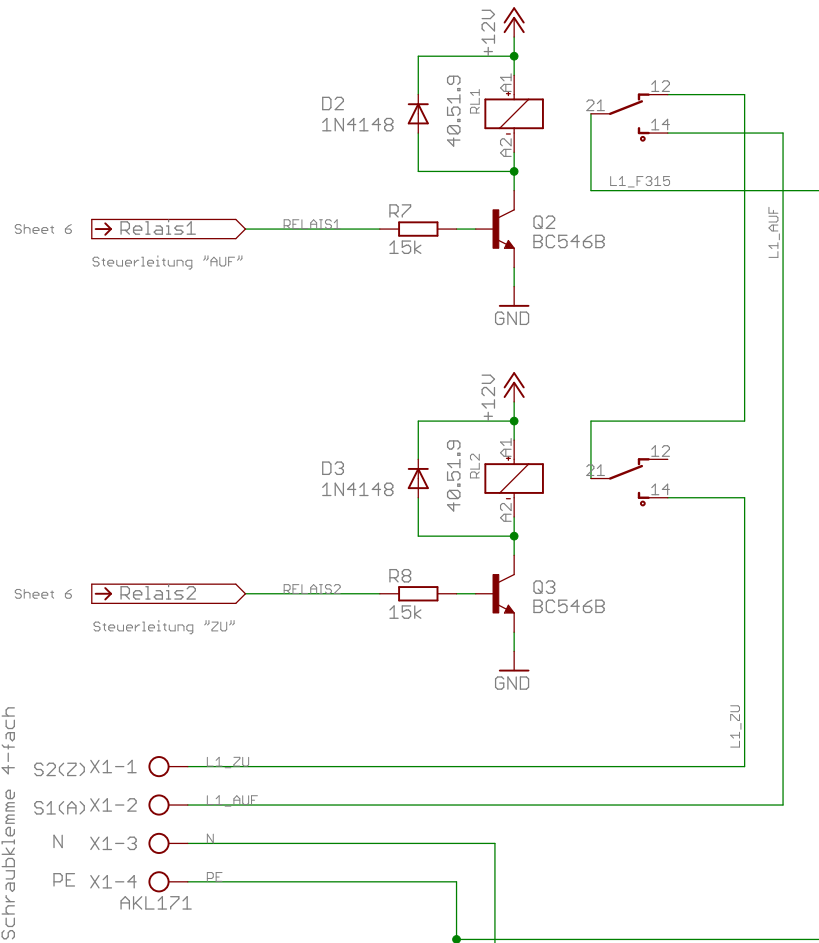 +12V
12
D2
1N4148
40.51.9
RL1
A1
+
A2
-
21
14
L1_F315
L1_AUF
Sheet 6
Relais1
RELAIS1
R7
15k
Q2
BC546B
Steuerleitung "AUF"
GND
+12V
12
D3
1N4148
40.51.9
RL2
A1
+
A2
-
21
14
Sheet 6
Relais2
RELAIS2
R8
15k
Q3
BC546B
Steuerleitung "ZU"
GND
L1_ZU
Schraubklemme 4-fach
S2(Z) X1-1 L1_ZU
S1(A) X1-2 L1_AUF
N X1-3 N
PE X1-4 PE
AKL171